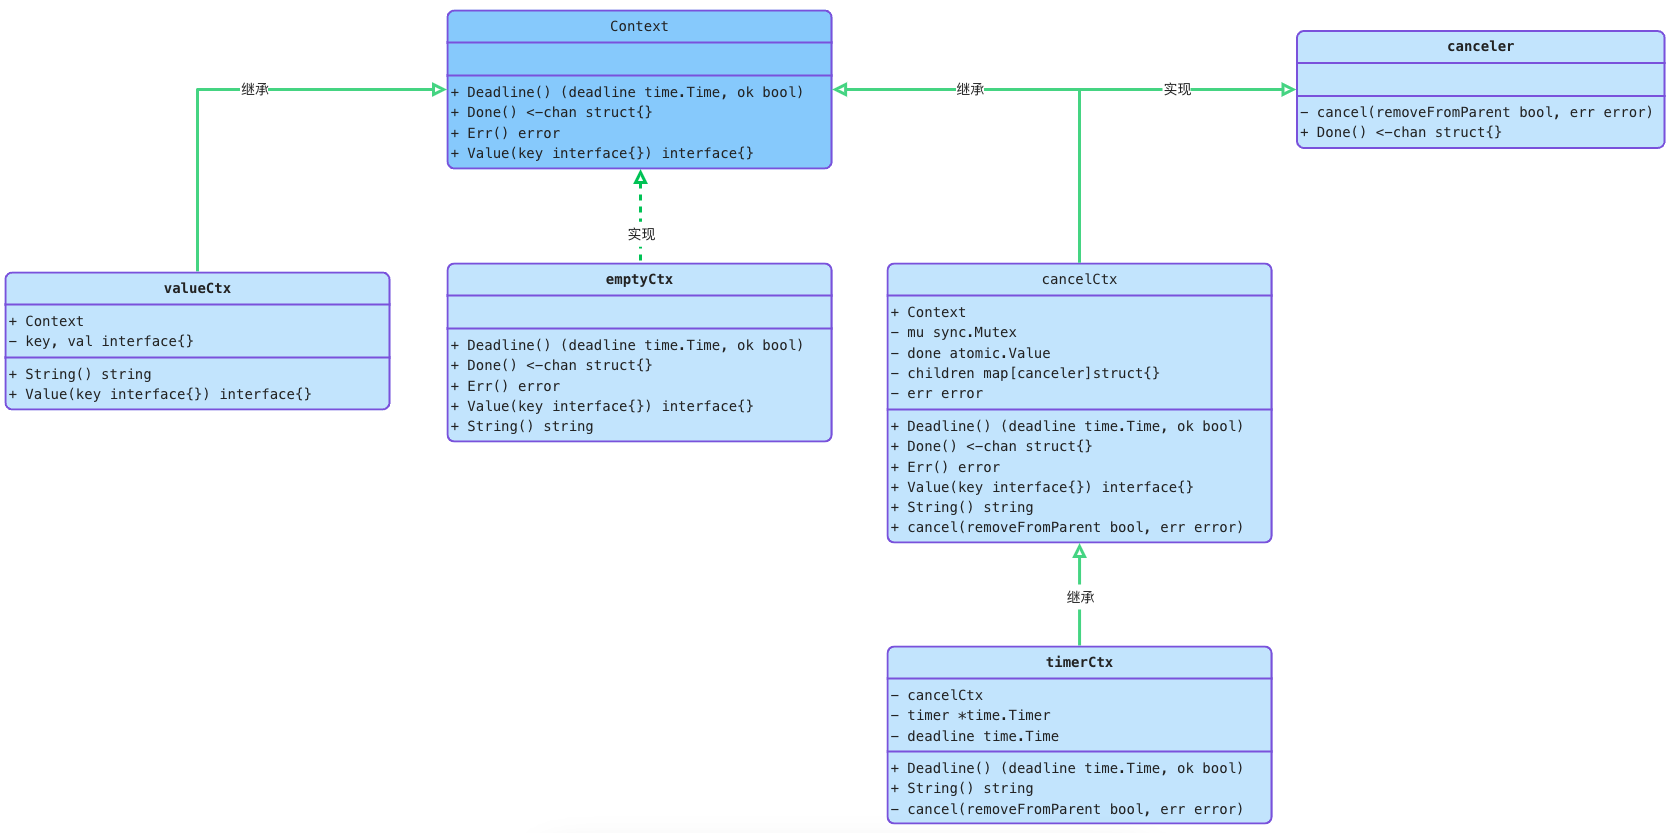 Context
+ Deadline() (deadline time.Time, ok bool)
+ Done() <−chan struct{}
+ Err() error
+ Value(key interface{}) interface{}
canceler
− cancel(removeFromParent bool, err error)
+ Done() <−chan struct{}
继承
继承
实现
实现
valueCtx
+ Context
− key, val interface{}
+ String() string
+ Value(key interface{}) interface{}
emptyCtx
+ Deadline() (deadline time.Time, ok bool)
+ Done() <−chan struct{}
+ Err() error
+ Value(key interface{}) interface{}
+ String() string
cancelCtx
+ Context
− mu sync.Mutex
− done atomic.Value
− children map[canceler]struct{}
− err error
+ Deadline() (deadline time.Time, ok bool)
+ Done() <−chan struct{}
+ Err() error
+ Value(key interface{}) interface{}
+ String() string
+ cancel(removeFromParent bool, err error)
继承
timerCtx
− cancelCtx
− timer *time.Timer
− deadline time.Time
+ Deadline() (deadline time.Time, ok bool)
+ String() string
− cancel(removeFromParent bool, err error)